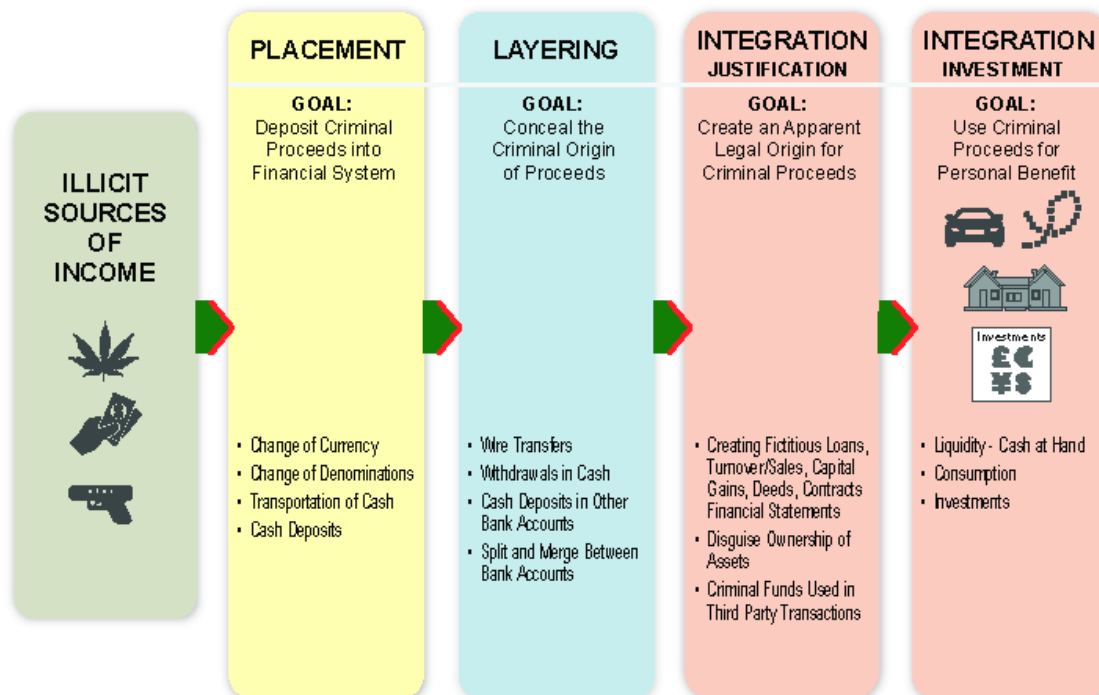 ILLICIT
SOURCES
OF
INCOME
PLACEMENT
GOAL:
Deposit Criminal
Proceeds into
Financial System
• Change of Currency
• Change of Denominations
• Transportation of Cash
• Cash Deposits
LAYERING
GOAL:
Conceal the
Criminal Origin
of Proceeds
• Wire Transfers
• Withdrawals in Cash
• Cash Deposits in Other
Bank Accounts
• Split and Merge Between
Bank Accounts
INTEGRATION
JUSTIFICATION
GOAL:
Create an Apparent
Legal Origin for
Criminal Proceeds
• Creating Fictitious Loans,
Turnover/Sales, Capital
Gains, Deeds, Contracts
Financial Statements
• Disguise Ownership of
Assets
• Criminal Funds Used in
Third Party Transactions
INTEGRATION
INVESTMENT
GOAL:
Use Criminal
Proceeds for
Personal Benefit
Investments
£ €
¥ $
• Liquidity - Cash at Hand
• Consumption
• Investments